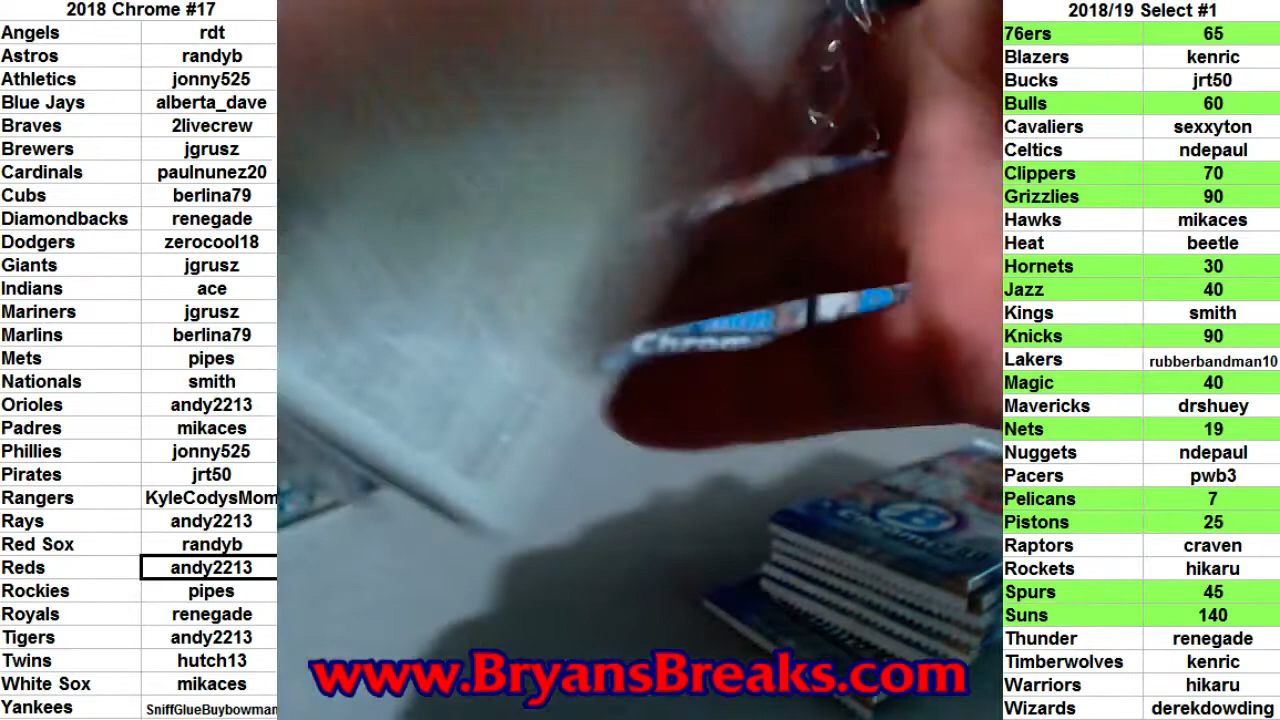 2018 Chrome #17
Angels rdt
Astros randyb
Athletics jonny525
Blue Jays alberta_dave
Braves 2livecrew
Brewers jgrusz
Cardinals paulnunez20
Cubs berlina79
Diamondbacks renegade
Dodgers zerocool18
Giants jgrusz
Indians ace
Mariners jgrusz
Marlins berlina79
Mets pipes
Nationals smith
Orioles andy2213
Padres mikaces
Phillies jonny525
Pirates jrt50
Rangers KyleCodysMom
Rays andy2213
Red Sox randyb
Reds andy2213
Rockies pipes
Royals renegade
Tigers andy2213
Twins hutch13
White Sox mikaces
Yankees SniffGlueBuybowman
Chrome
www.BryansBreaks.com
2018/19 Select #1
76ers 65
Blazers kenric
Bucks jrt50
Bulls 60
Cavaliers sexxyton
Celtics ndepaul
Clippers 70
Grizzlies 90
Hawks mikaces
Heat beetle
Hornets 30
Jazz 40
Kings smith
Knicks 90
Lakers rubberbandman10
Magic 40
Mavericks drshuey
Nets 19
Nuggets ndepaul
Pacers pwb3
Pelicans 7
Pistons 25
Raptors craven
Rockets hikaru
Spurs 45
Suns 140
Thunder renegade
Timberwolves kenric
Warriors hikaru
Wizards derekdowding